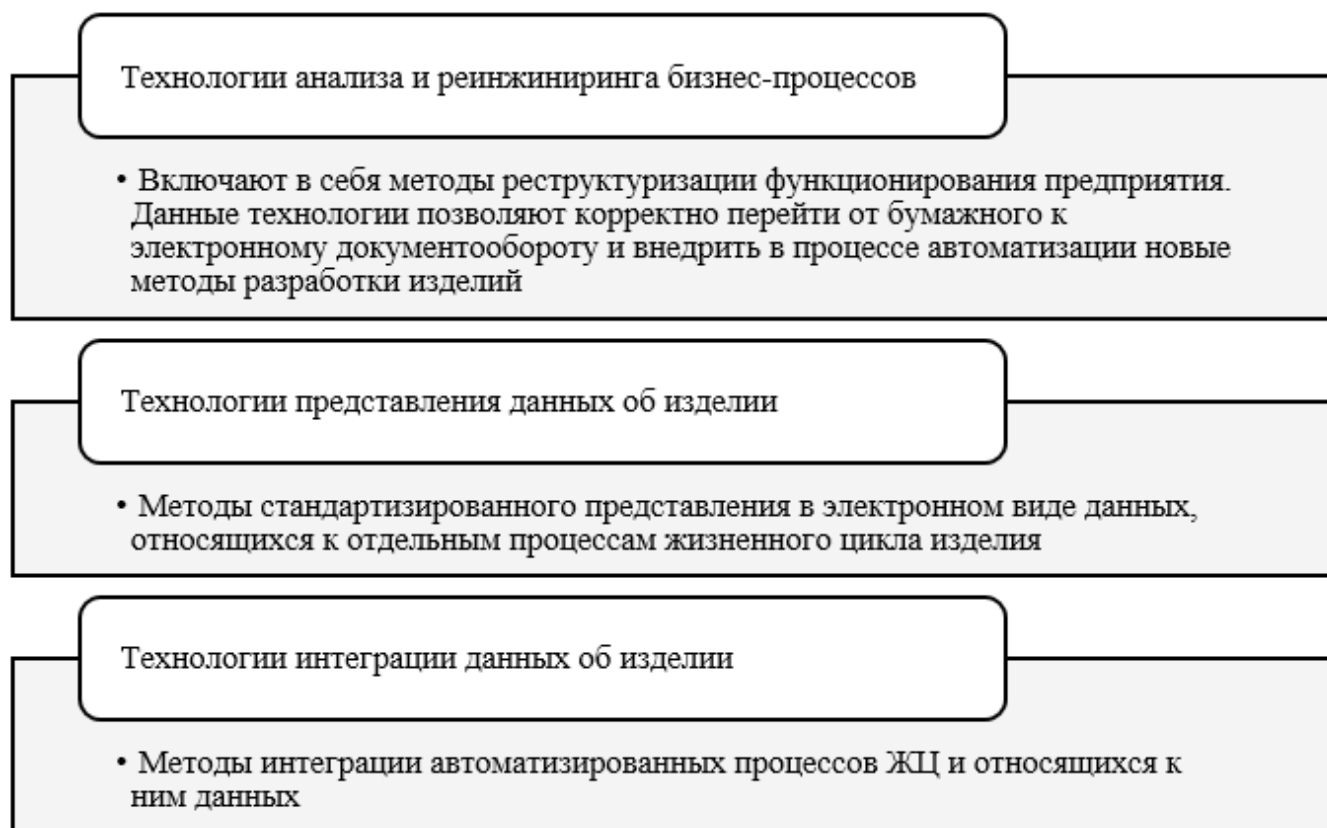 Технологии анализа и реинжиниринга бизнес-процессов
• Включают в себя методы реструктуризации функционирования предприятия.
Данные технологии позволяют корректно перейти от бумажного к
электронному документообороту и внедрить в процессе автоматизации новые
методы разработки изделий
Технологии представления данных об изделии
• Методы стандартизированного представления в электронном виде данных,
относящихся к отдельным процессам жизненного цикла изделия
Технологии интеграции данных об изделии
• Методы интеграции автоматизированных процессов ЖЦ и относящихся к
ним данных